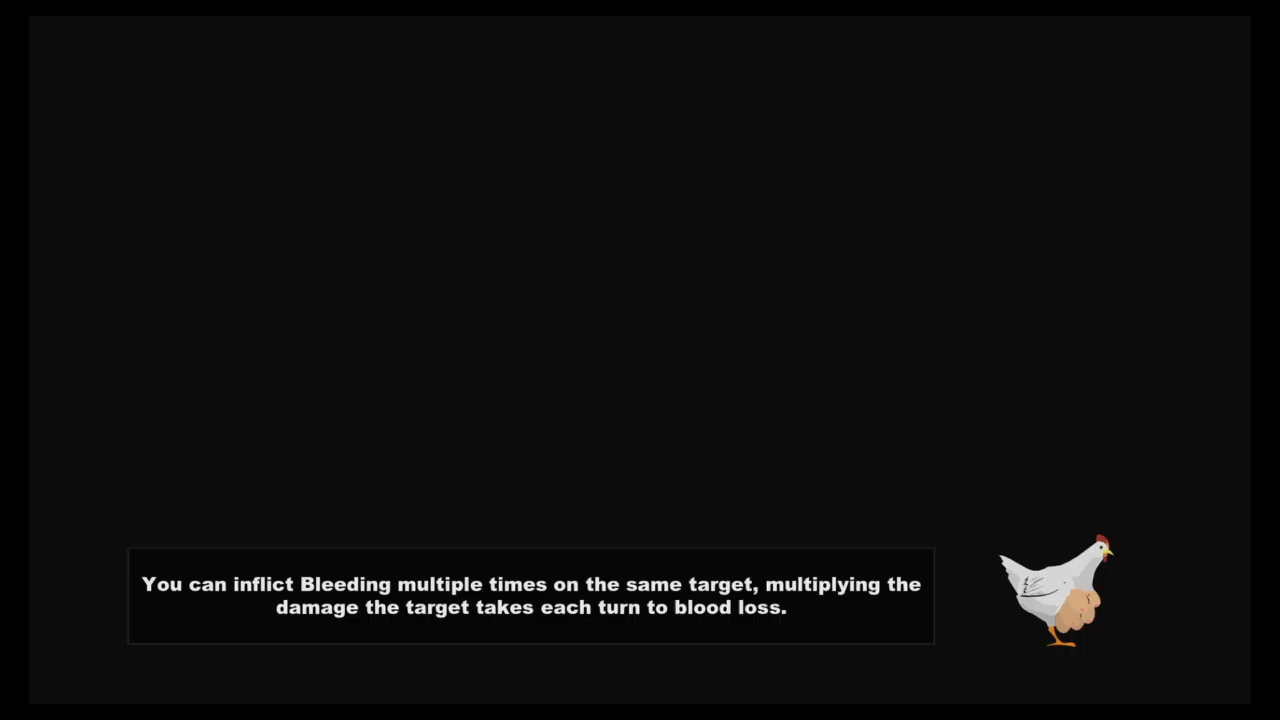 You can inflict Bleeding multiple times on the same target, multiplying the
damage the target takes each turn to blood loss.